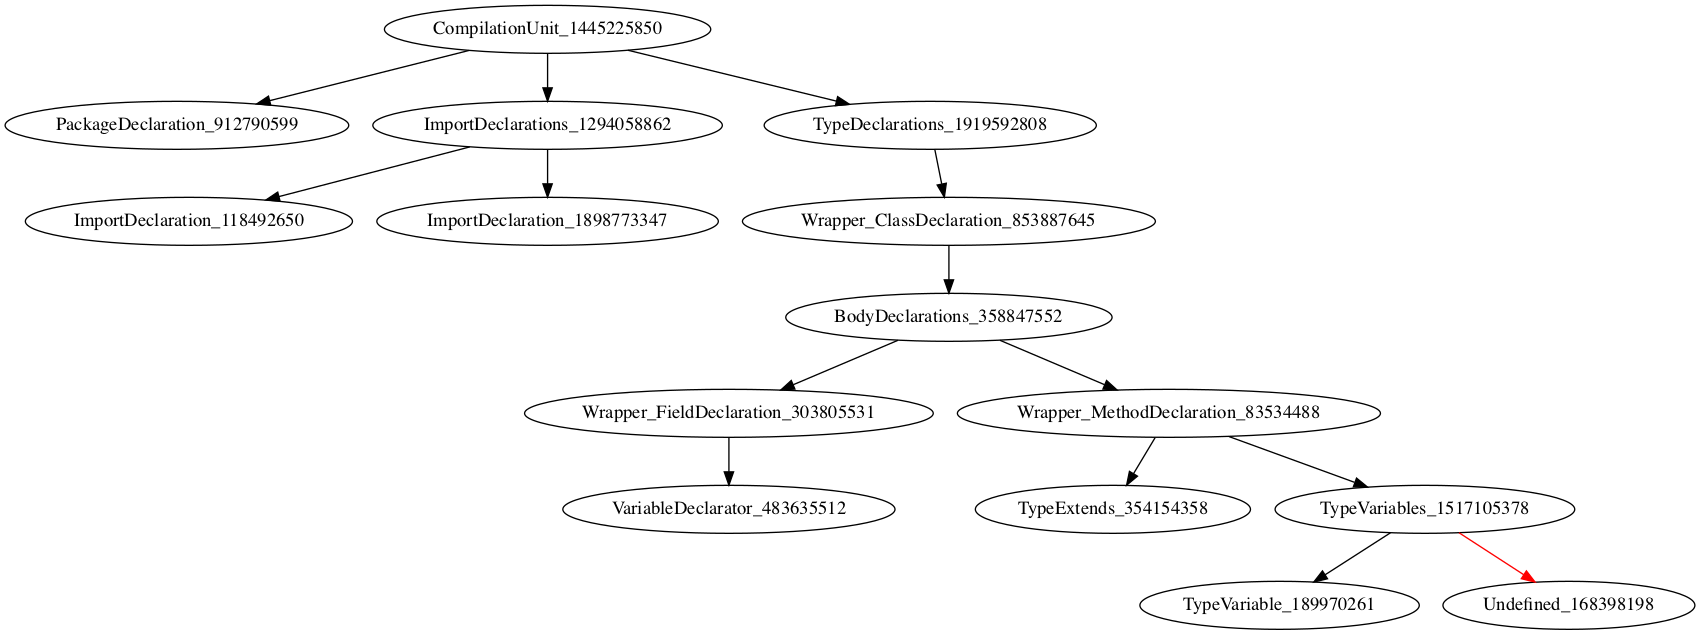 CompilationUnit_1445225850
PackageDeclaration_912790599
ImportDeclarations_1294058862
TypeDeclarations_1919592808
ImportDeclaration_118492650
ImportDeclaration_1898773347
Wrapper_ClassDeclaration_853887645
BodyDeclarations_358847552
Wrapper_FieldDeclaration_303805531
Wrapper_MethodDeclaration_83534488
VariableDeclarator_483635512
TypeExtends_354154358
TypeVariables_1517105378
TypeVariable_189970261
Undefined_168398198